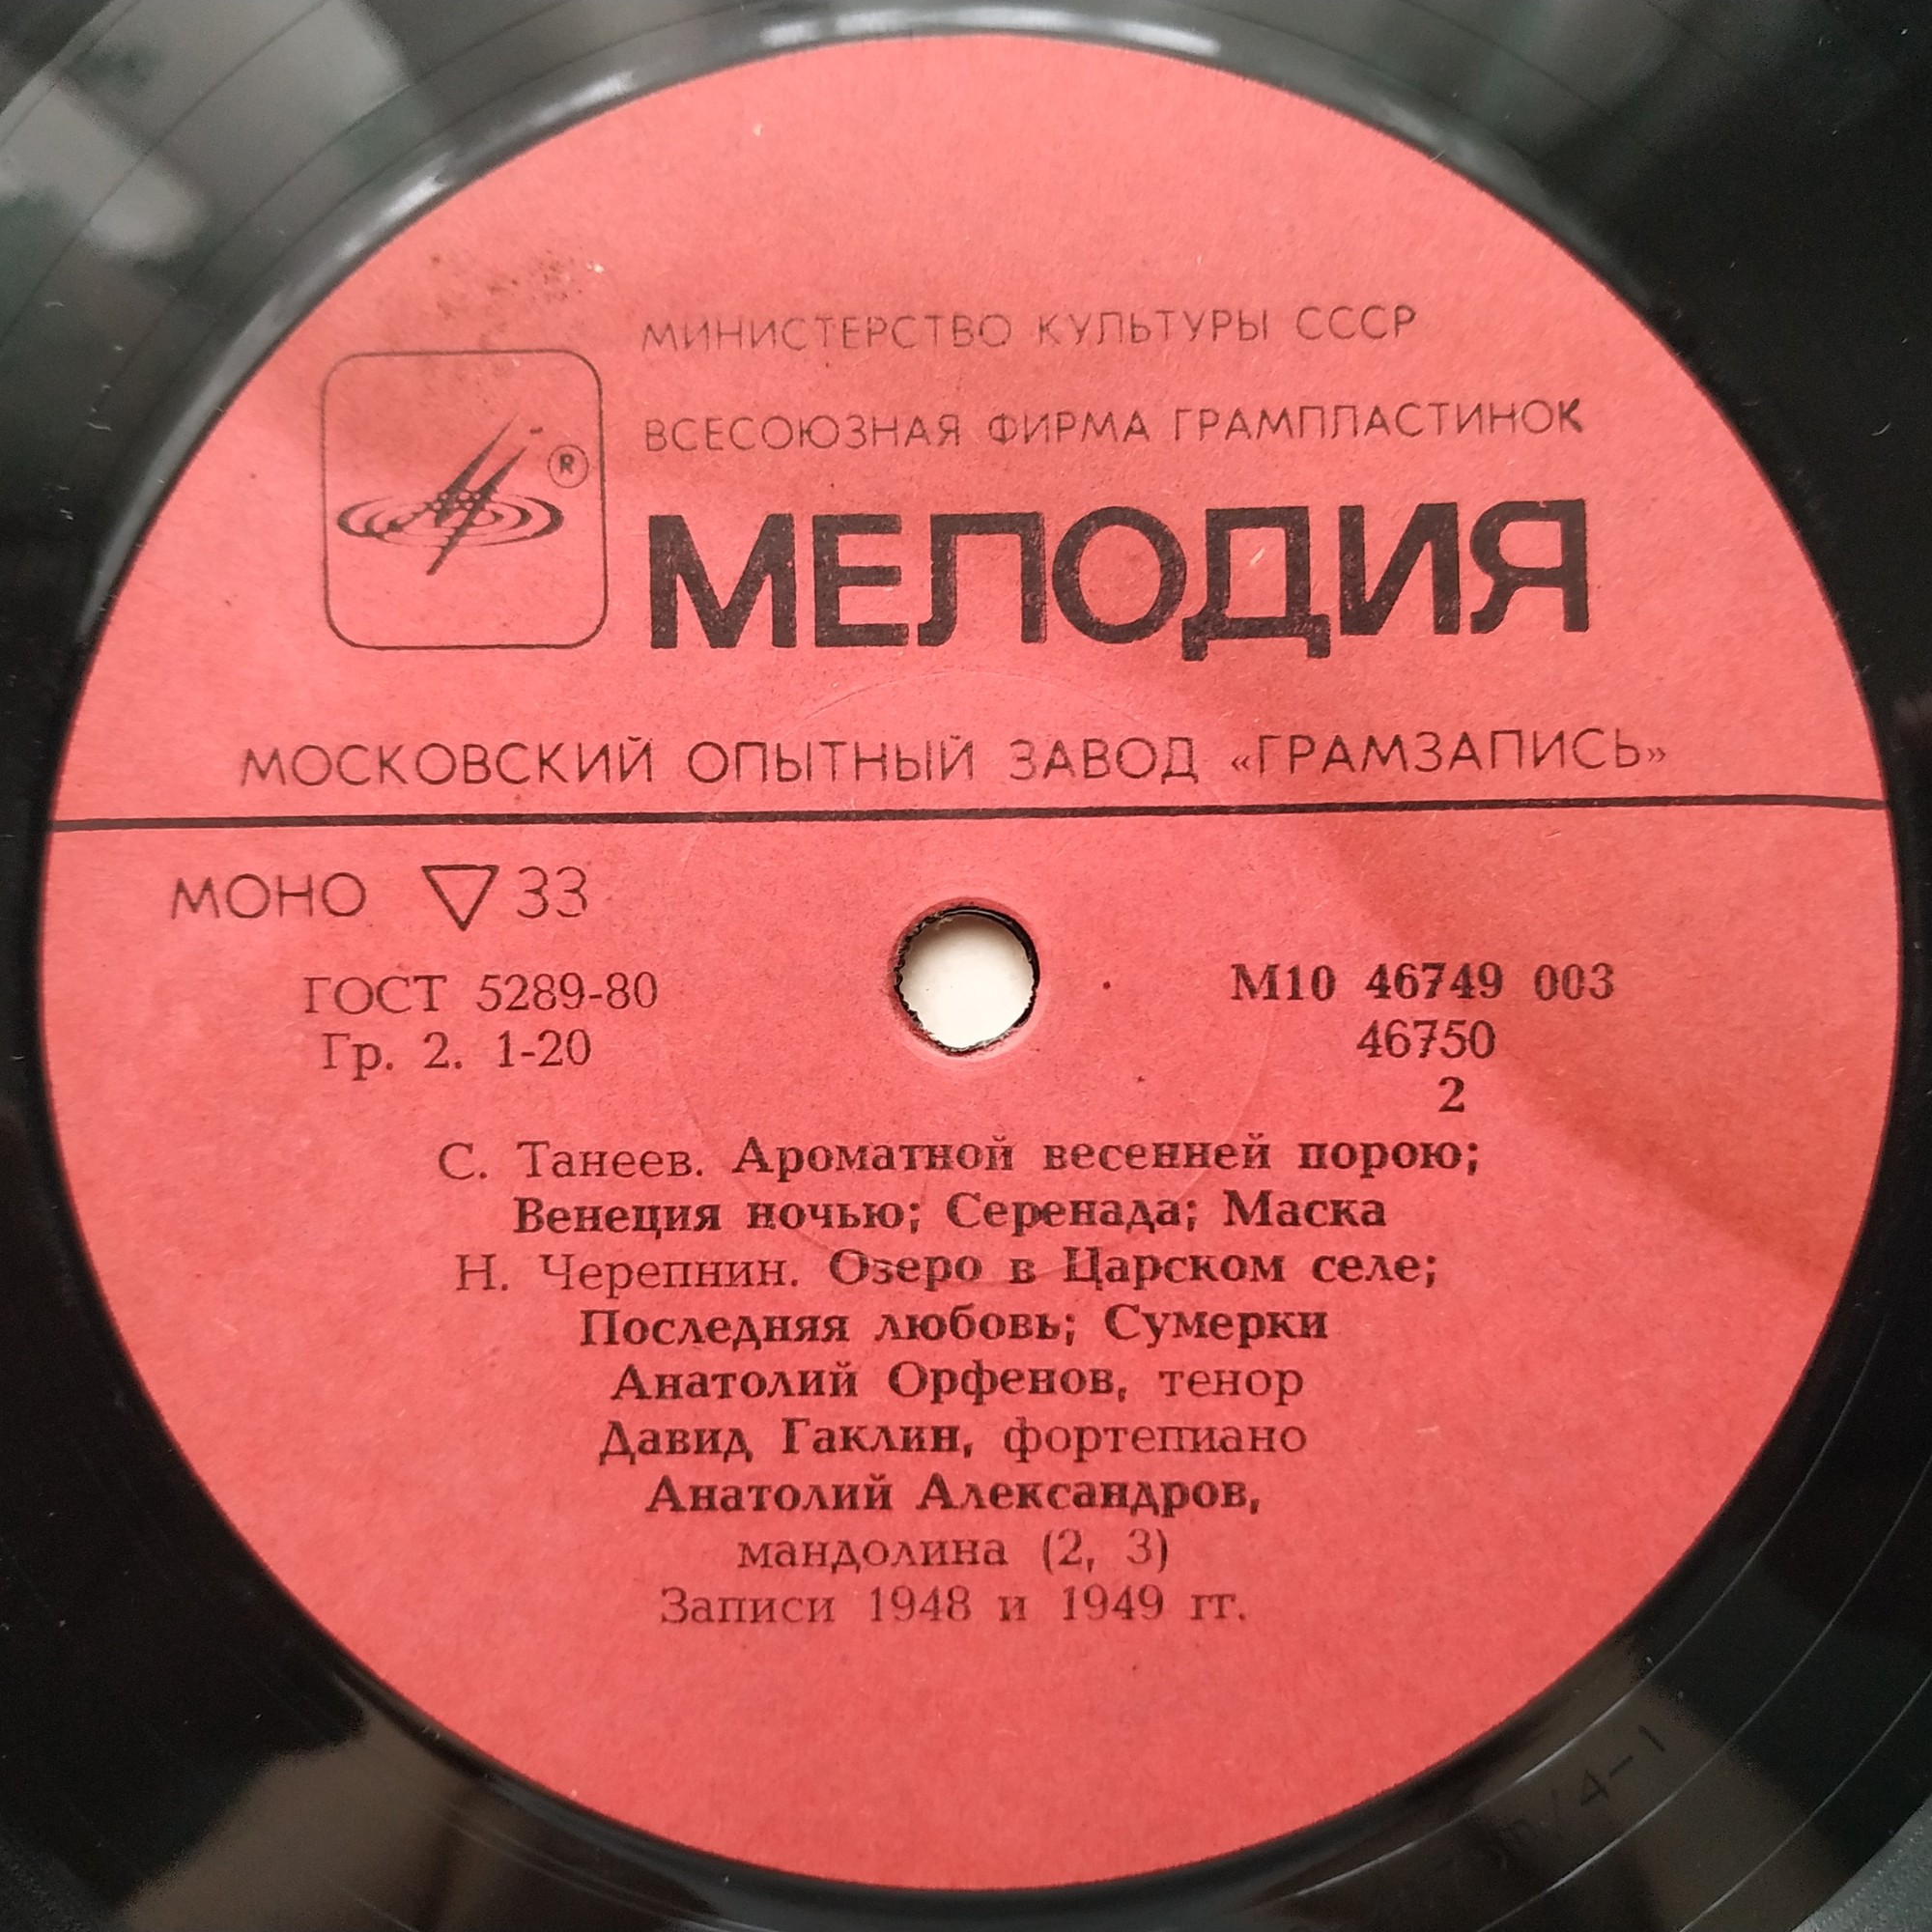 МИНИСТЕРСТВО КУЛЬТУРЫ СССР
ВСЕСОЮЗНАЯ ФИРМА ГРАМПЛАСТИНОК
®
МЕЛОДИЯ
МОСКОВСКИЙ ОПЫТНЫЙ ЗАВОД «ГРАМЗАПИСЬ»
МОНО ▽ 33
ГОСТ 5289-80
Гр. 2. 1-20
М10 46749 003
46750
2
С. Танеев. Ароматной весенней порою;
Венеция ночью; Серенада; Маска
Н. Черепнин. Озеро в Царском селе;
Последняя любовь; Сумерки
Анатолий Орфенов, тенор
Давид Гаклин, фортепиано
Анатолий Александров,
мандолина (2, 3)
Записи 1948 и 1949 гг.